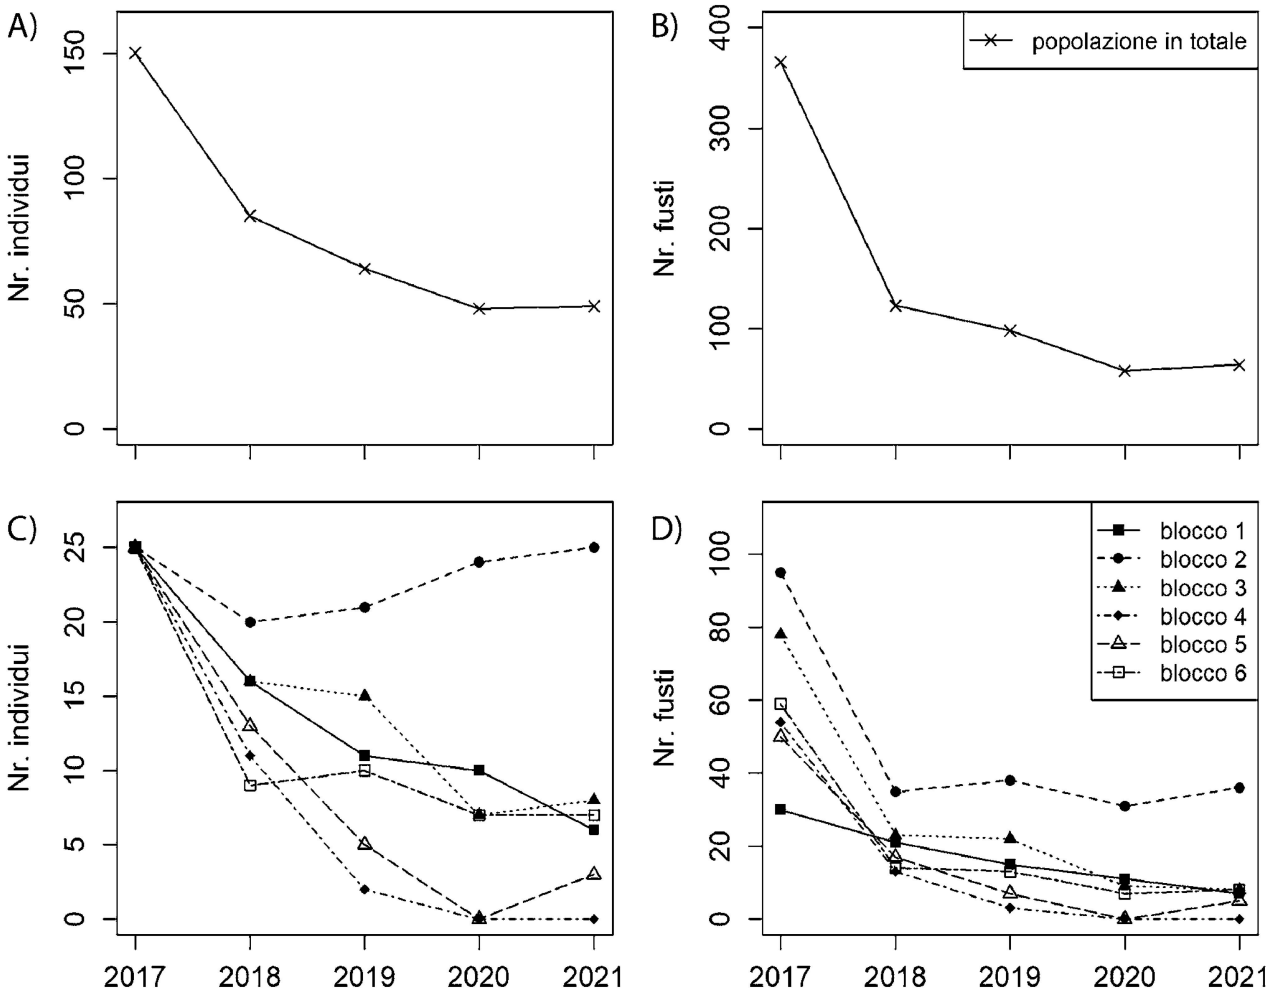 A)
Nr. individui
0
50
100
150
B)
Nr. fusti
0
100
200
300
400
popolazione in totale
C)
Nr. individui
0
5
10
15
20
25
2017 2018 2019 2020 2021
D)
Nr. fusti
0
20
40
60
80
100
blocco 1
blocco 2
blocco 3
blocco 4
blocco 5
blocco 6
2017 2018 2019 2020 2021